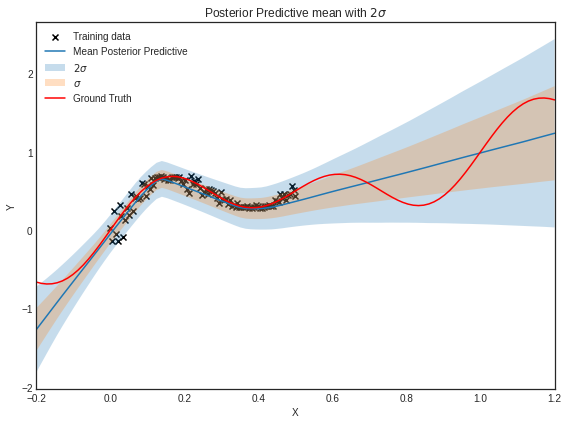 Posterior Predictive mean with 2σ
Training data
Mean Posterior Predictive
2σ
σ
Ground Truth
2
1
0
−1
−2
Y
−0.2 0.0 0.2 0.4 0.6 0.8 1.0 1.2
X